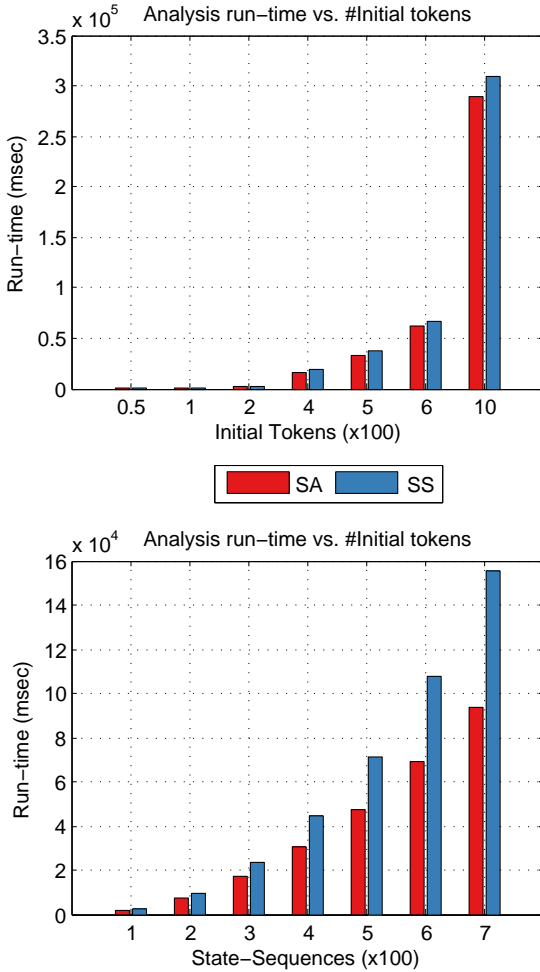 Analysis run−time vs. #Initial tokens
x 10^5
3.5
3
2.5
2
1.5
1
0.5
0
Run−time (msec)
0.5 1 2 4 5 6 10
Initial Tokens (x100)
SA SS
Analysis run−time vs. #Initial tokens
x 10^4
16
14
12
10
8
6
4
2
0
Run−time (msec)
1 2 3 4 5 6 7
State−Sequences (x100)